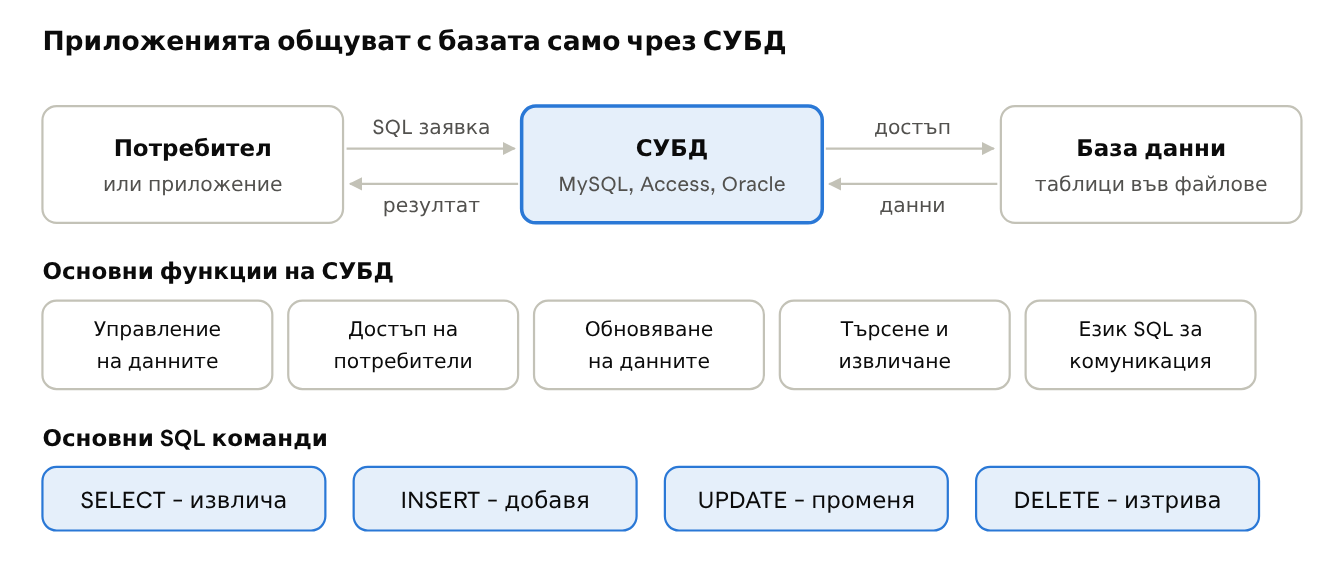 Приложенията общуват с базата само чрез СУБД
Потребител
или приложение
SQL заявка
резултат
СУБД
MySQL, Access, Oracle
достъп
данни
База данни
таблици във файлове
Основни функции на СУБД
Управление
на данните
Достъп на
потребители
Обновяване
на данните
Търсене и
извличане
Език SQL за
комуникация
Основни SQL команди
SELECT – извлича
INSERT – добавя
UPDATE – променя
DELETE – изтрива